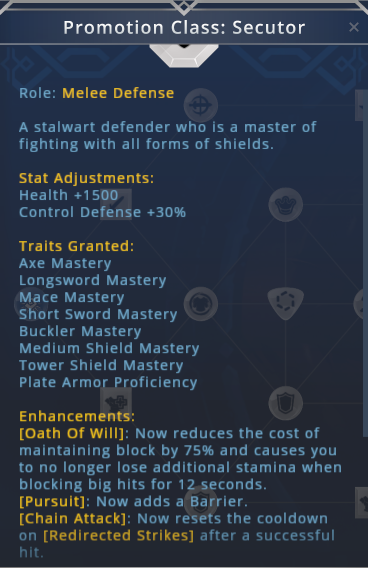 Promotion Class: Secutor
Role: Melee Defense
A stalwart defender who is a master of
fighting with all forms of shields.
Stat Adjustments:
Health +1500
Control Defense +30%
Traits Granted:
Axe Mastery
Longsword Mastery
Mace Mastery
Short Sword Mastery
Buckler Mastery
Medium Shield Mastery
Tower Shield Mastery
Plate Armor Proficiency
Enhancements:
[Oath Of Will]: Now reduces the cost of
maintaining block by 75% and causes you
to no longer lose additional stamina when
blocking big hits for 12 seconds.
[Pursuit]: Now adds a Barrier.
[Chain Attack]: Now resets the cooldown
on [Redirected Strikes] after a successful
hit.